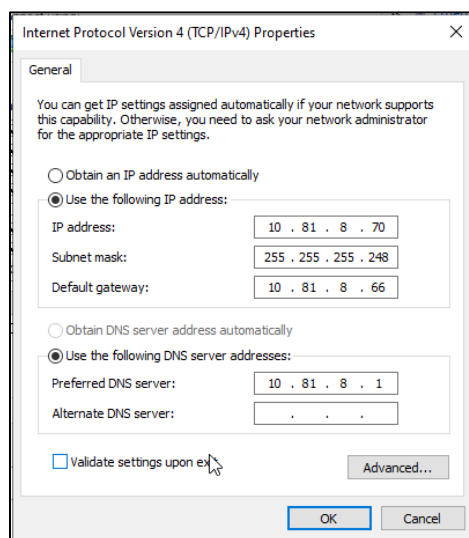 Internet Protocol Version 4 (TCP/IPv4) Properties
General
You can get IP settings assigned automatically if your network supports
this capability. Otherwise, you need to ask your network administrator
for the appropriate IP settings.
Obtain an IP address automatically
Use the following IP address:
IP address: 10 . 81 . 8 . 70
Subnet mask: 255 . 255 . 255 . 248
Default gateway: 10 . 81 . 8 . 66
Obtain DNS server address automatically
Use the following DNS server addresses:
Preferred DNS server: 10 . 81 . 8 . 1
Alternate DNS server: . . .
Validate settings upon exit
Advanced...
OK Cancel